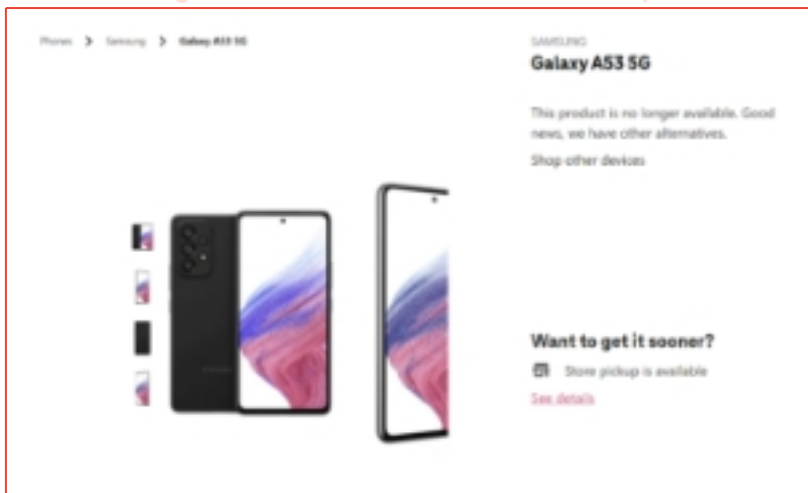 Phones > Samsung > Galaxy A53 5G
SAMSUNG
Galaxy A53 5G
This product is no longer available. Good
news, we have other alternatives.
Shop other devices
Want to get it sooner?
Store pickup is available
See details